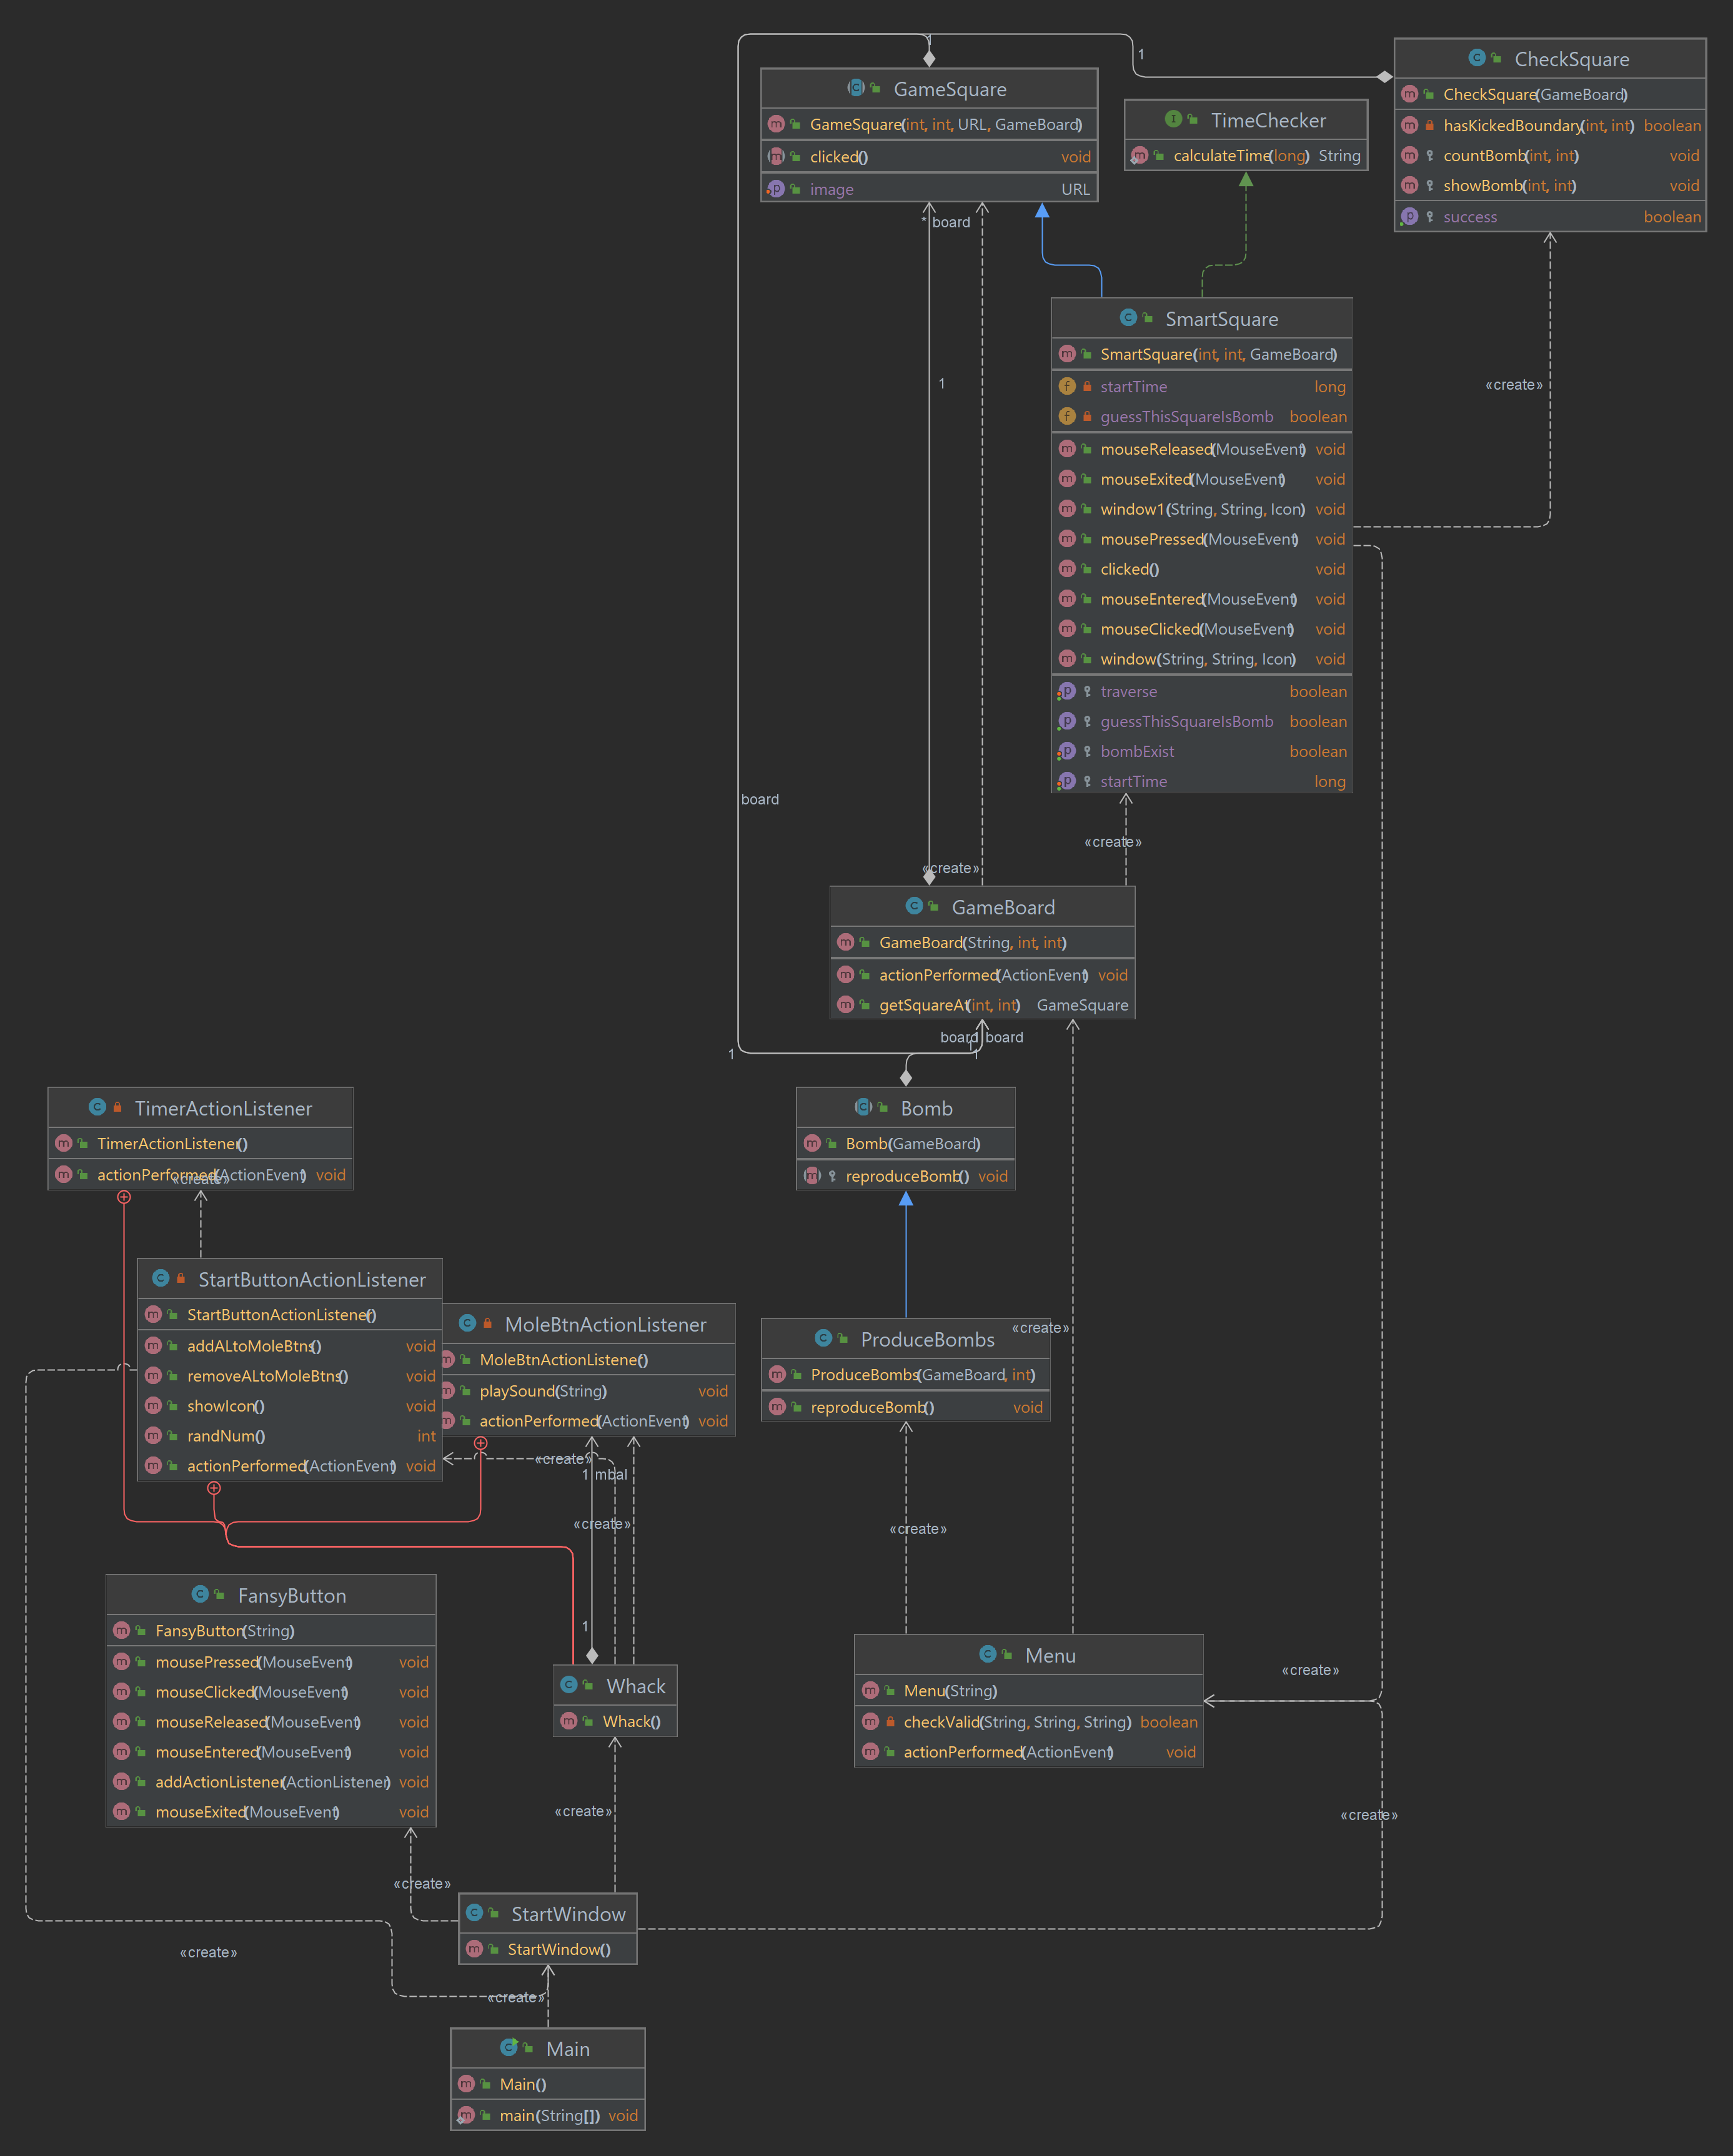 1
1
CheckSquare
CheckSquare(GameBoard)
hasKickedBoundary(int, int) boolean
countBomb(int, int) void
showBomb(int, int) void
success boolean
GameSquare
GameSquare(int, int, URL, GameBoard)
clicked() void
image URL
TimeChecker
calculateTime(long) String
* board
SmartSquare
SmartSquare(int, int, GameBoard)
startTime long
guessThisSquareIsBomb boolean
mouseReleased(MouseEvent) void
mouseExited(MouseEvent) void
window1(String, String, Icon) void
mousePressed(MouseEvent) void
clicked() void
mouseEntered(MouseEvent) void
mouseClicked(MouseEvent) void
window(String, String, Icon) void
traverse boolean
guessThisSquareIsBomb boolean
bombExist boolean
startTime long
1
«create»
board
«create»
«create»
GameBoard
GameBoard(String, int, int)
actionPerformed(ActionEvent) void
getSquareAt(int, int) GameSquare
board board
1
1
1
Bomb
Bomb(GameBoard)
reproduceBomb() void
TimerActionListener
TimerActionListener()
actionPerformed(ActionEvent) void
«create»
StartButtonActionListener
StartButtonActionListener()
addALtoMoleBtns() void
removeALtoMoleBtns() void
showIcon() void
randNum() int
actionPerformed(ActionEvent) void
MoleBtnActionListener
MoleBtnActionListener()
playSound(String) void
actionPerformed(ActionEvent) void
ProduceBombs
ProduceBombs(GameBoard, int)
reproduceBomb() void
«create»
«create»
1 mbal
«create»
«create»
FansyButton
FansyButton(String)
mousePressed(MouseEvent) void
mouseClicked(MouseEvent) void
mouseReleased(MouseEvent) void
mouseEntered(MouseEvent) void
addActionListener(ActionListener) void
mouseExited(MouseEvent) void
1
Whack
Whack()
Menu
Menu(String)
checkValid(String, String, String) boolean
actionPerformed(ActionEvent) void
«create»
«create»
«create»
«create»
StartWindow
StartWindow()
«create»
«create»
Main
Main()
main(String[]) void